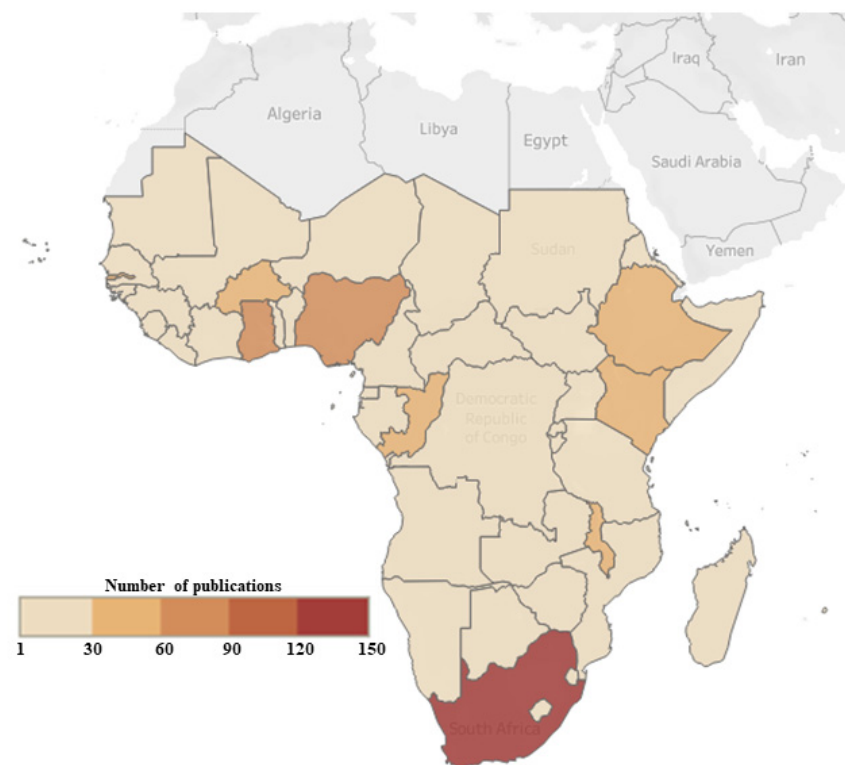 Iraq
Iran
Algeria
Libya
Egypt
Saudi Arabia
Yemen
Sudan
Democratic
Republic
of Congo
Number of publications
1 30 60 90 120 150
South Africa